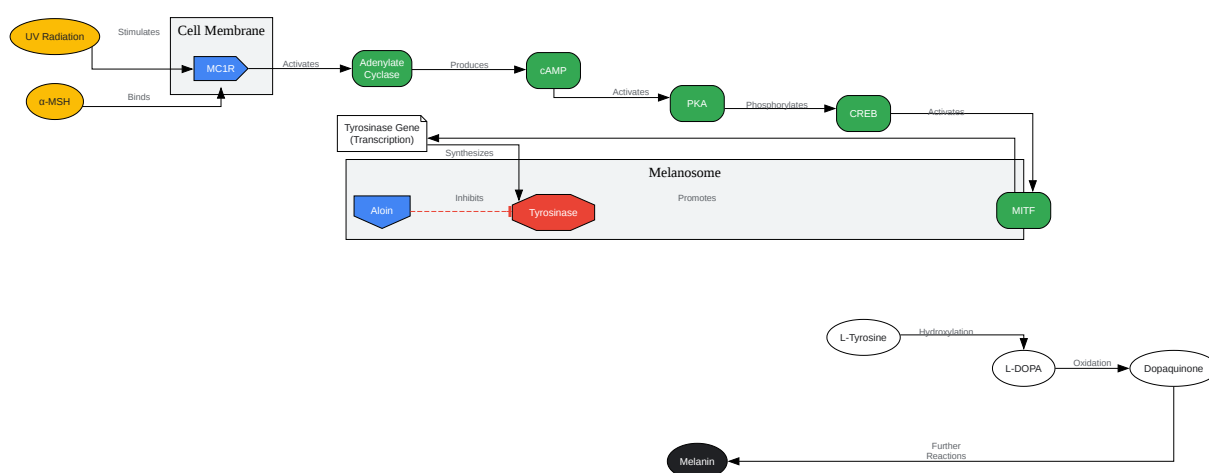 UV Radiation
Stimulates
Cell Membrane
MC1R
α-MSH
Binds
Activates
Adenylate
Cyclase
Produces
cAMP
Activates
PKA
Phosphorylates
CREB
Activates
Tyrosinase Gene
(Transcription)
Synthesizes
Melanosome
Aloin
Inhibits
Tyrosinase
Promotes
MITF
L-Tyrosine
Hydroxylation
L-DOPA
Oxidation
Dopaquinone
Further
Reactions
Melanin